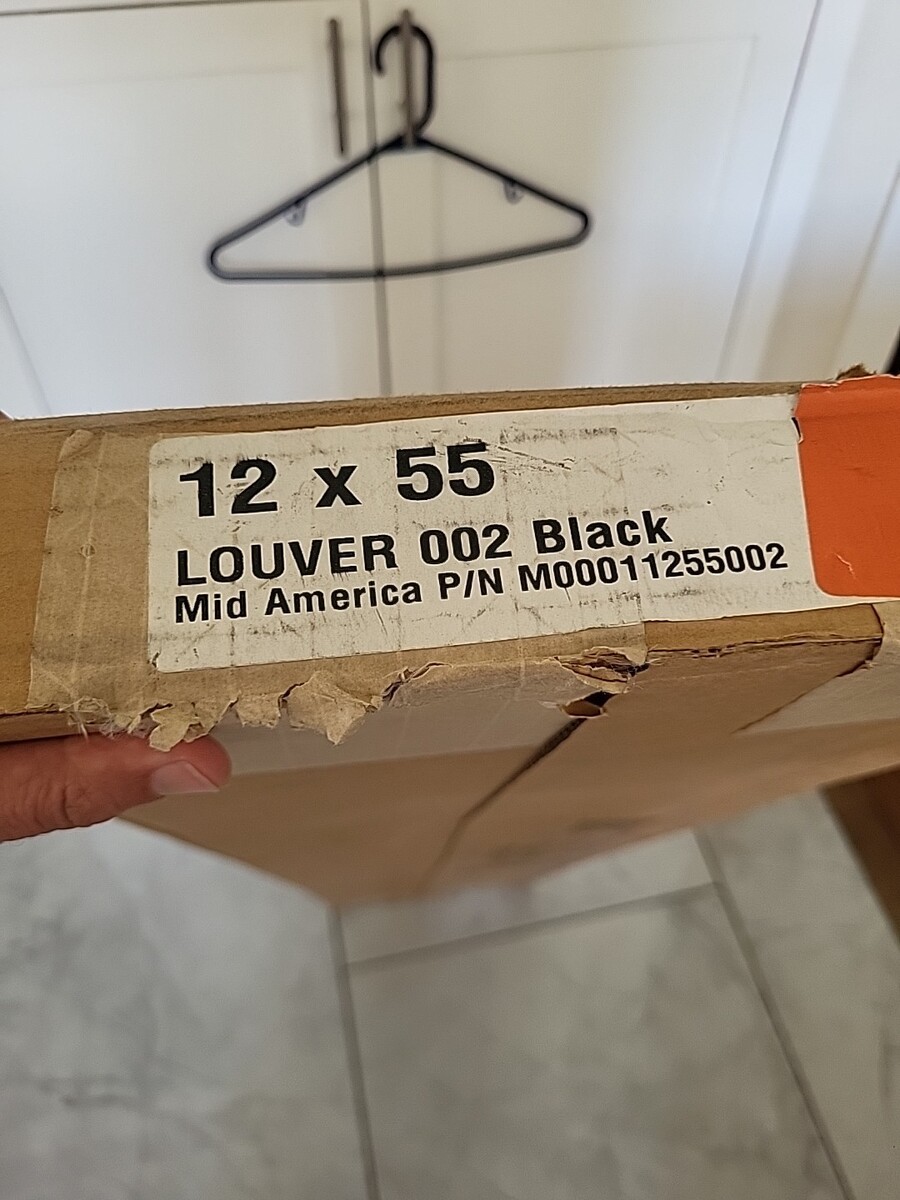 12 x 55
LOUVER 002 Black
Mid America P/N M00011255002